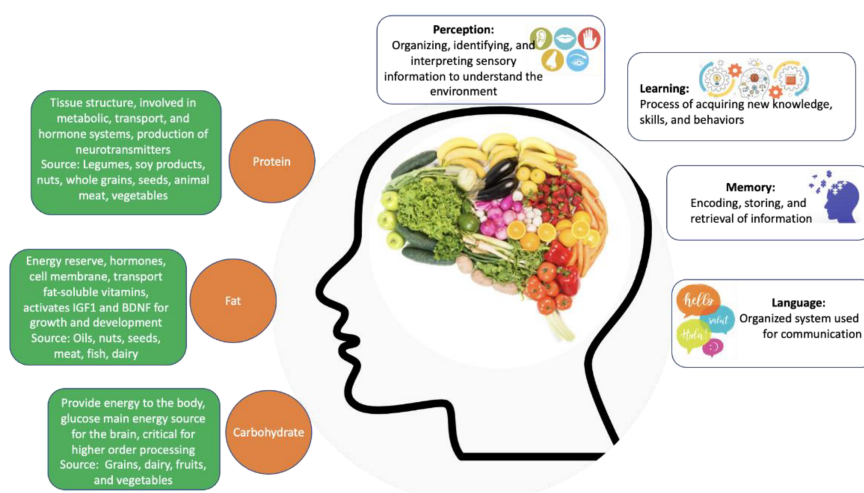 Perception:
Organizing, identifying, and
interpreting sensory
information to understand the
environment
Learning:
Process of acquiring new knowledge,
skills, and behaviors
Tissue structure, involved in
metabolic, transport, and
hormone systems, production of
neurotransmitters
Source: Legumes, soy products,
nuts, whole grains, seeds, animal
meat, vegetables
Protein
Memory:
Encoding, storing, and
retrieval of information
Energy reserve, hormones,
cell membrane, transport
fat-soluble vitamins,
activates IGF1 and BDNF for
growth and development
Source: Oils, nuts, seeds,
meat, fish, dairy
Fat
hello
salut
:)
Language:
Organized system used
for communication
Provide energy to the body,
glucose main energy source
for the brain, critical for
higher order processing
Source: Grains, dairy, fruits,
and vegetables
Carbohydrate